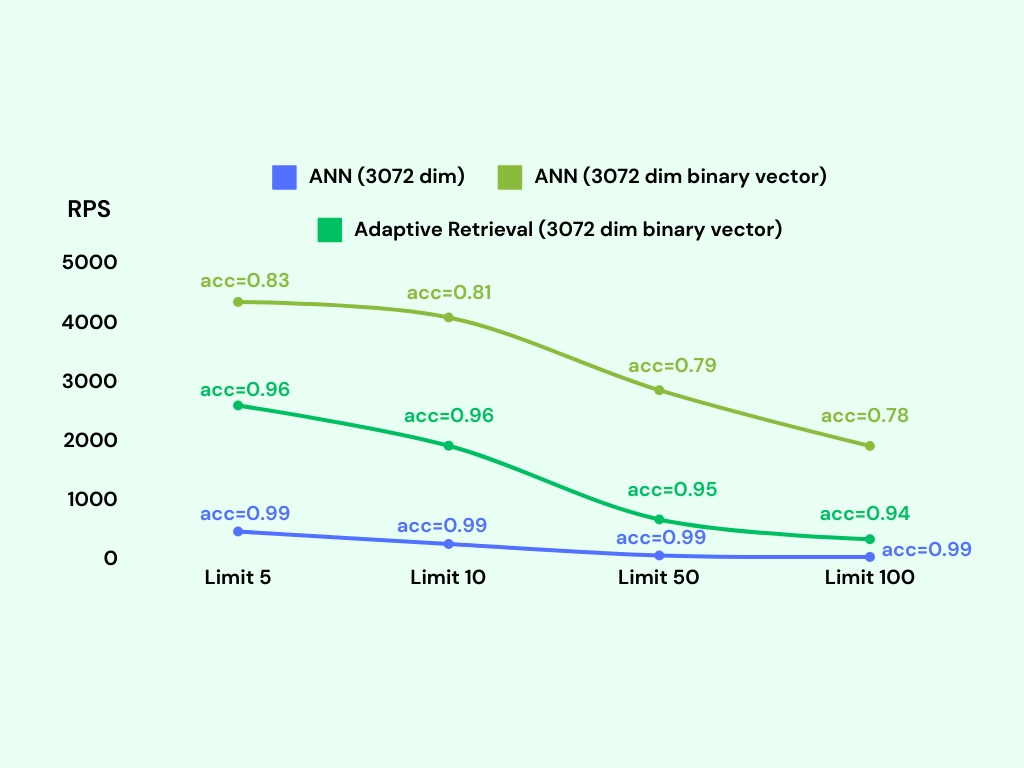 ANN (3072 dim) ANN (3072 dim binary vector)
RPS
Adaptive Retrieval (3072 dim binary vector)
5000
acc=0.83
acc=0.81
4000
acc=0.79
3000
acc=0.96
acc=0.96
acc=0.78
2000
acc=0.95
1000
acc=0.99
acc=0.94
acc=0.99
acc=0.99
acc=0.99
0
Limit 5 Limit 10 Limit 50 Limit 100